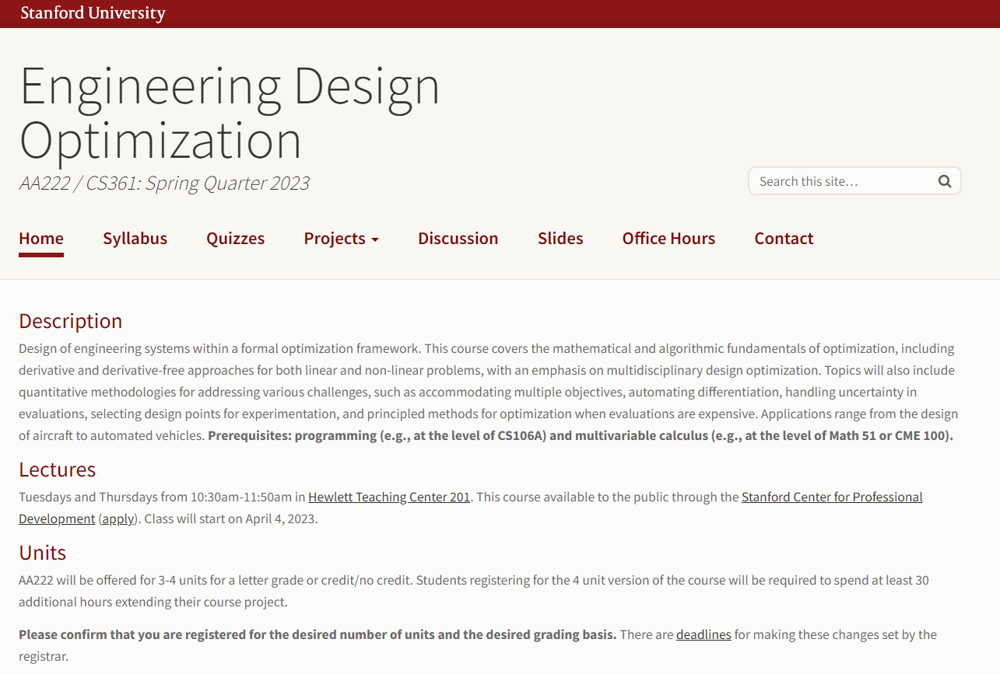 Stanford University
Engineering Design
Optimization
AA222 / CS361: Spring Quarter 2023
Search this site…
Home Syllabus Quizzes Projects Discussion Slides Office Hours Contact
Description
Design of engineering systems within a formal optimization framework. This course covers the mathematical and algorithmic fundamentals of optimization, including
derivative and derivative-free approaches for both linear and non-linear problems, with an emphasis on multidisciplinary design optimization. Topics will also include
quantitative methodologies for addressing various challenges, such as accommodating multiple objectives, automating differentiation, handling uncertainty in
evaluations, selecting design points for experimentation, and principled methods for optimization when evaluations are expensive. Applications range from the design
of aircraft to automated vehicles. Prerequisites: programming (e.g., at the level of CS106A) and multivariable calculus (e.g., at the level of Math 51 or CME 100).
Lectures
Tuesdays and Thursdays from 10:30am-11:50am in Hewlett Teaching Center 201. This course available to the public through the Stanford Center for Professional
Development (apply). Class will start on April 4, 2023.
Units
AA222 will be offered for 3-4 units for a letter grade or credit/no credit. Students registering for the 4 unit version of the course will be required to spend at least 30
additional hours extending their course project.
Please confirm that you are registered for the desired number of units and the desired grading basis. There are deadlines for making these changes set by the
registrar.